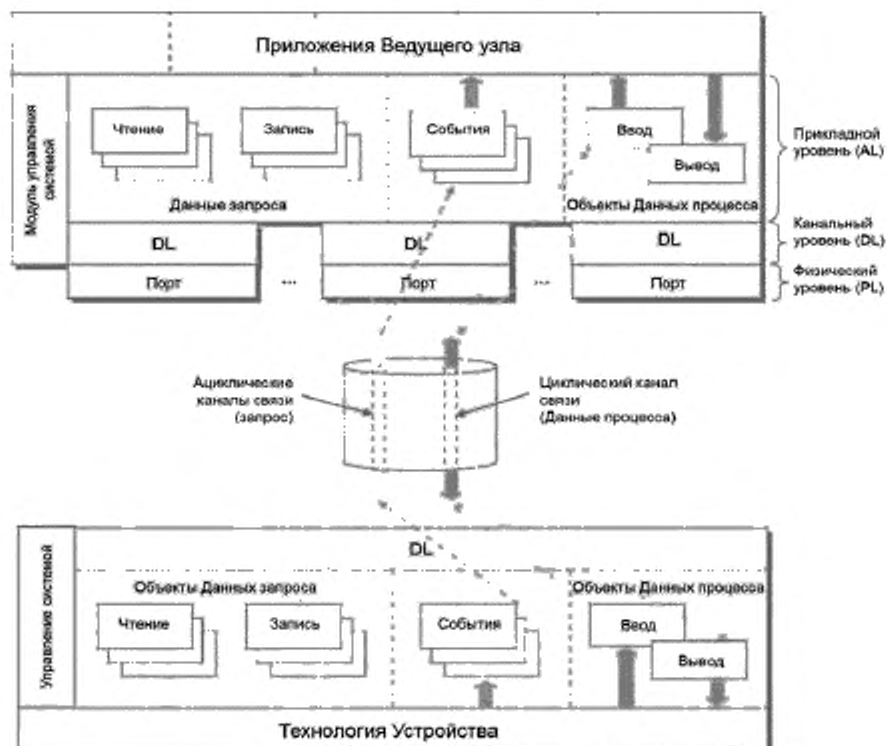 Приложения Ведущего узла
Модуль управления
системой
Чтение
Запись
События
Ввод
Вывод
Данные запроса
Объекты Данных процесса
Прикладной
уровень (AL)
DL
DL
DL
Канальный
уровень (DL)
Порт
...
Порт
...
Порт
Физический
уровень (PL)
Ациклические
каналы связи
(запрос)
Циклический канал
связи
(Данные процесса)
Управление системой
DL
Объекты Данных запроса
Объекты Данных процесса
Чтение
Запись
События
Ввод
Вывод
Технология Устройства